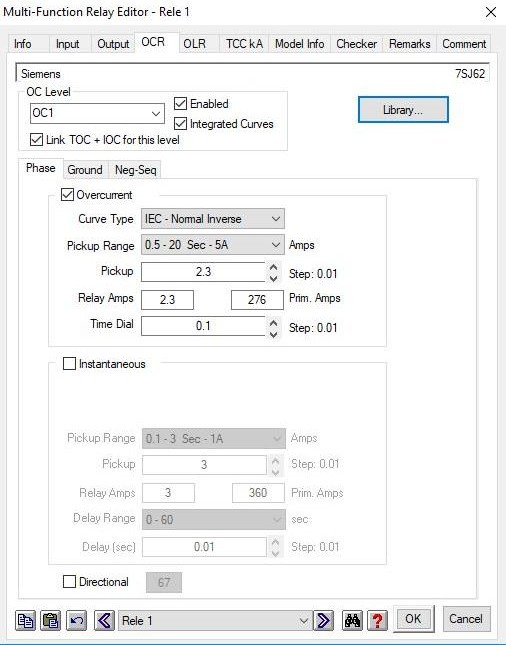 Multi-Function Relay Editor - Rele 1
Info Input Output OCR OLR TCC kA Model Info Checker Remarks Comment
Siemens 7SJ62
OC Level
OC1
Enabled
Integrated Curves
Library...
Link TOC + IOC for this level
Phase Ground Neg-Seq
Overcurrent
Curve Type IEC - Normal Inverse
Pickup Range 0.5 - 20 Sec - 5A Amps
Pickup 2.3 Step: 0.01
Relay Amps 2.3 276 Prim. Amps
Time Dial 0.1 Step: 0.01
Instantaneous
Pickup Range 0.1 - 3 Sec - 1A Amps
Pickup 3 Step: 0.01
Relay Amps 3 360 Prim. Amps
Delay Range 0 - 60 sec
Delay (sec) 0.01 Step: 0.01
Directional 67
Rele 1 ? OK Cancel